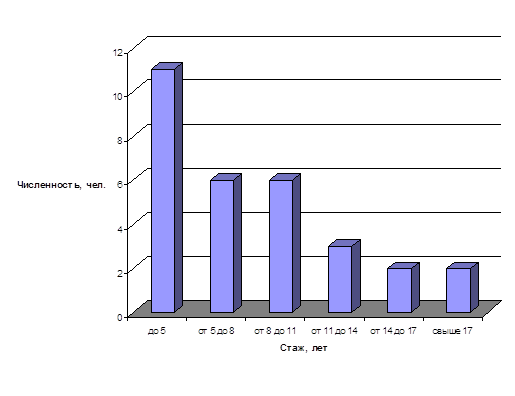 12
10
8
Численность, чел.
6
4
2
0
до 5
от 5 до 8
от 8 до 11
от 11 до 14
от 14 до 17
свыше 17
Стаж, лет